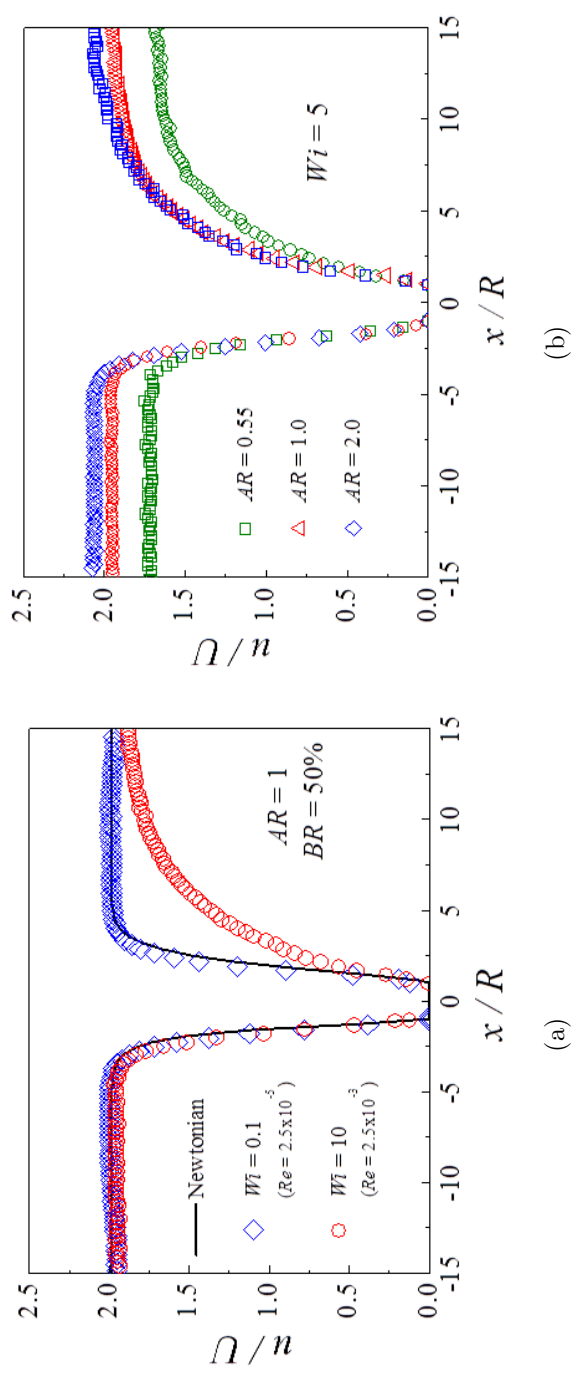 2.5
2.0
1.5
1.0
0.5
0.0
-15
-10
-5
0
5
10
15
u / U
x / R
Newtonian
Wi = 0.1
(Re = 2.5x10⁻⁵)
Wi = 10
(Re = 2.5x10⁻³)
AR = 1
BR = 50%
(a)
2.5
2.0
1.5
1.0
0.5
0.0
-15
-10
-5
0
5
10
15
u / U
x / R
AR = 0.55
AR = 1.0
AR = 2.0
Wi = 5
(b)